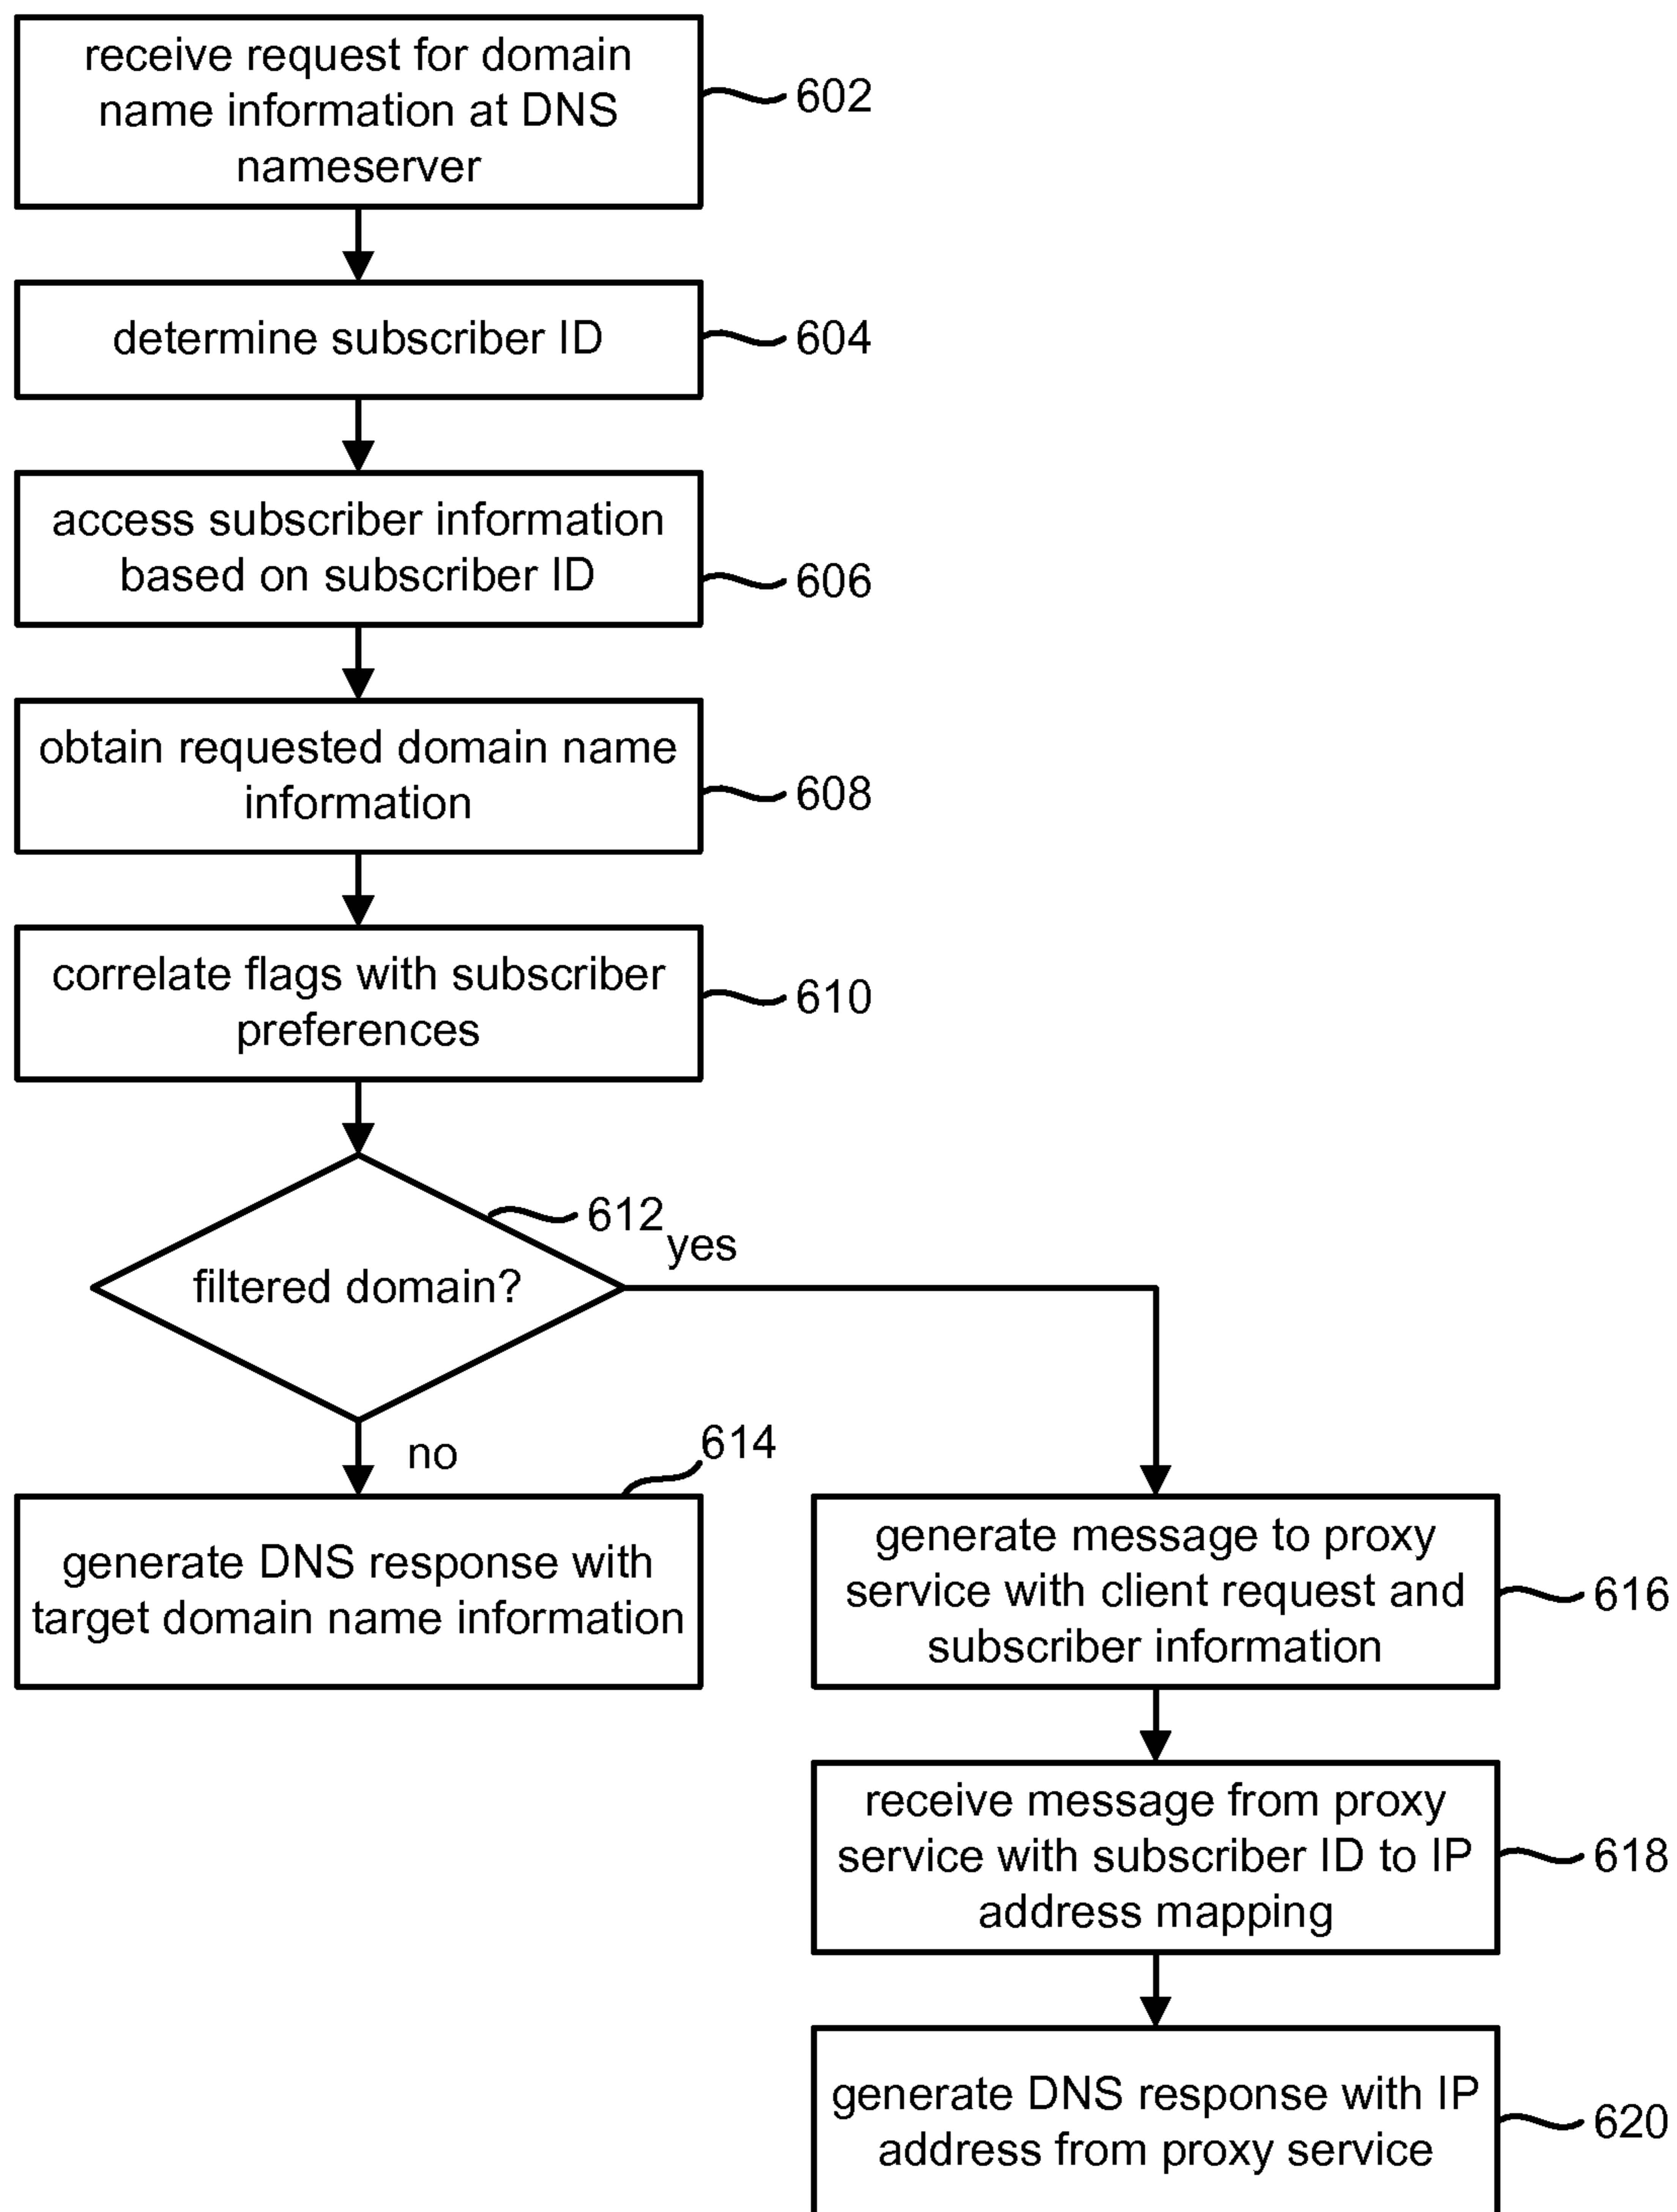 receive request for domain
name information at DNS
nameserver
602
determine subscriber ID
604
access subscriber information
based on subscriber ID
606
obtain requested domain name
information
608
correlate flags with subscriber
preferences
610
612
yes
filtered domain?
no
614
generate DNS response with
target domain name information
generate message to proxy
service with client request and
subscriber information
616
receive message from proxy
service with subscriber ID to IP
address mapping
618
generate DNS response with IP
address from proxy service
620